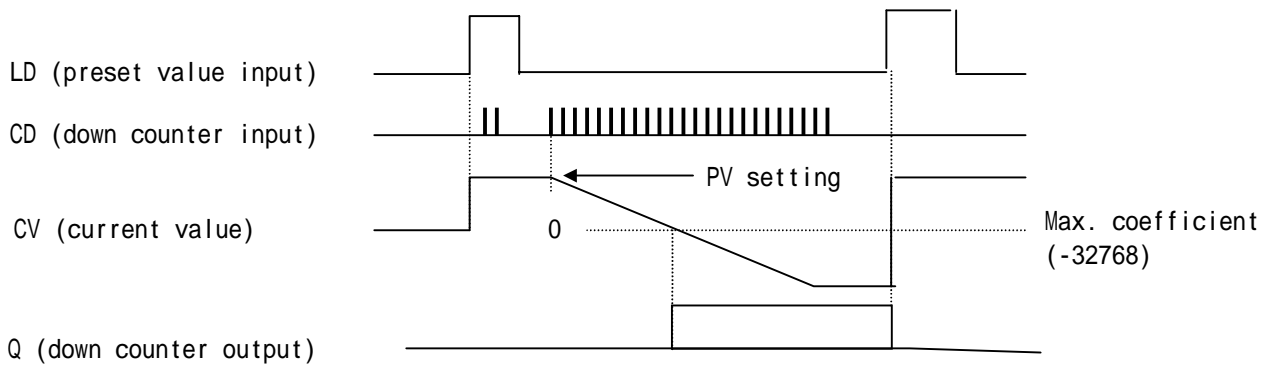 LD (preset value input)
CD (down counter input)
PV setting
CV (current value)
0
Max. coefficient
(-32768)
Q (down counter output)